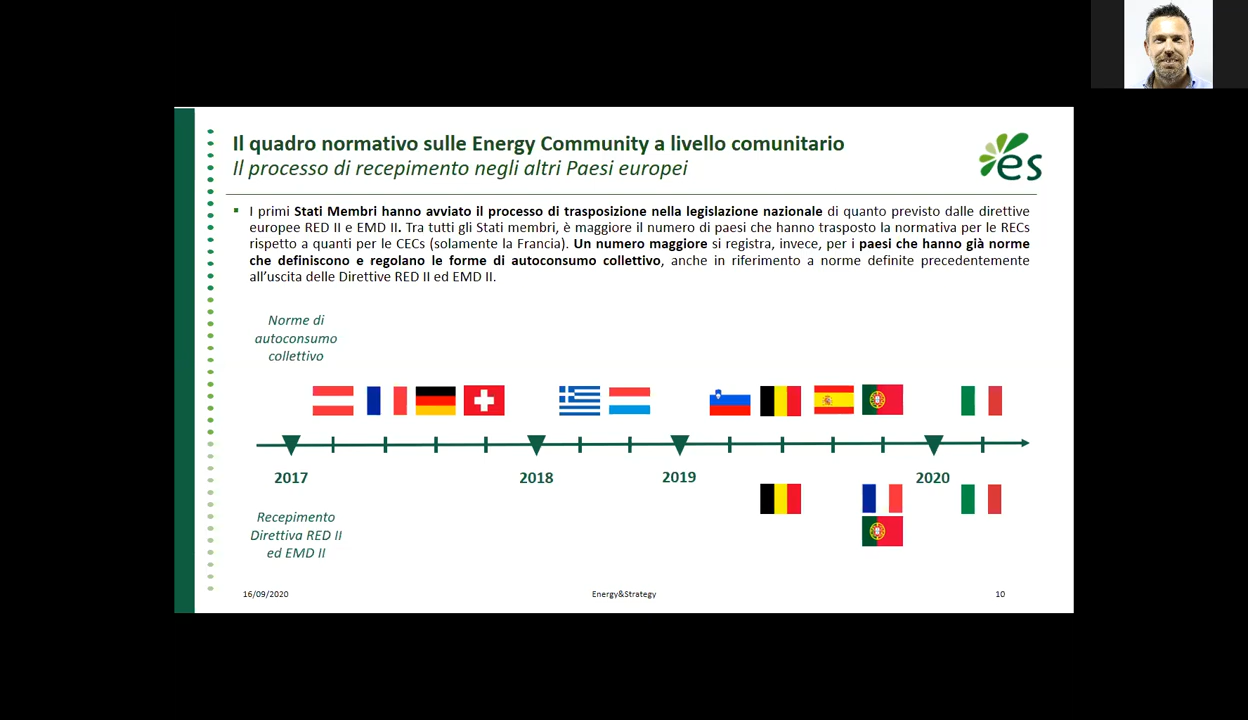 Il quadro normativo sulle Energy Community a livello comunitario
Il processo di recepimento negli altri Paesi europei
es
I primi Stati Membri hanno avviato il processo di trasposizione nella legislazione nazionale di quanto previsto dalle direttive
europee RED II e EMD II. Tra tutti gli Stati membri, è maggiore il numero di paesi che hanno trasposto la normativa per le RECs
rispetto a quanti per le CECs (solamente la Francia). Un numero maggiore si registra, invece, per i paesi che hanno già norme
che definiscono e regolano le forme di autoconsumo collettivo, anche in riferimento a norme definite precedentemente
all'uscita delle Direttive RED II ed EMD II.
Norme di
autoconsumo
collettivo
2017
2018
2019
2020
Recepimento
Direttiva RED II
ed EMD II
16/09/2020
Energy&Strategy
10